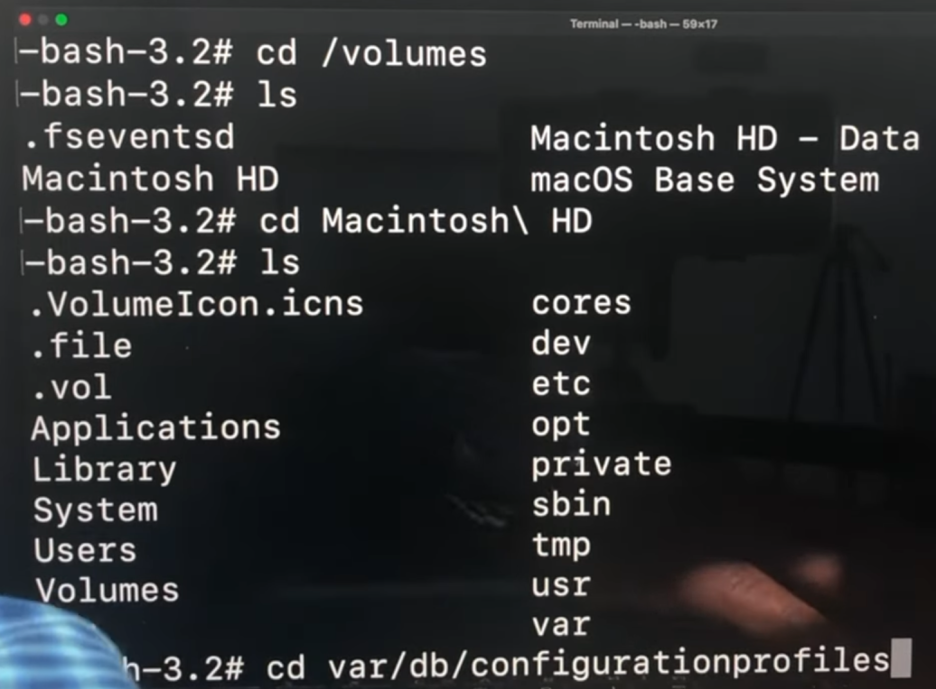 Terminal — -bash — 59×17
-bash-3.2# cd /volumes
-bash-3.2# ls
.fseventsd Macintosh HD - Data
Macintosh HD macOS Base System
-bash-3.2# cd Macintosh\ HD
-bash-3.2# ls
.VolumeIcon.icns cores
.file dev
.vol etc
Applications opt
Library private
System sbin
Users tmp
Volumes usr
var
h-3.2# cd var/db/configurationprofiles